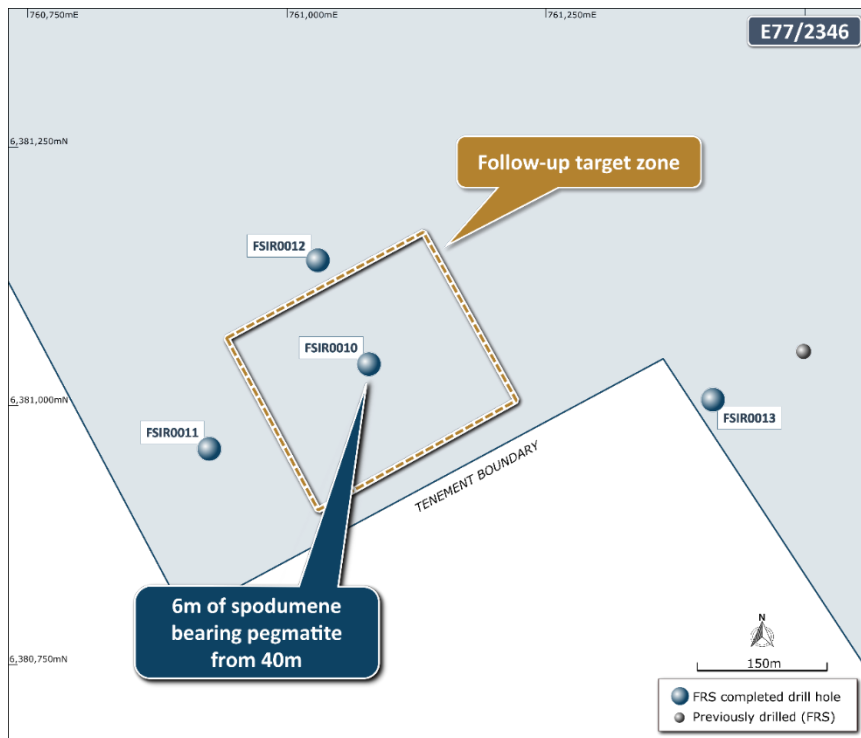 760,750mE
761,000mE
761,250mE
E77/2346
6,381,250mN
Follow-up target zone
FSIR0012
FSIR0010
6,381,000mN
FSIR0011
FSIR0013
TENEMENT BOUNDARY
6m of spodumene
bearing pegmatite
from 40m
N
6,380,750mN
150m
FRS completed drill hole
Previously drilled (FRS)